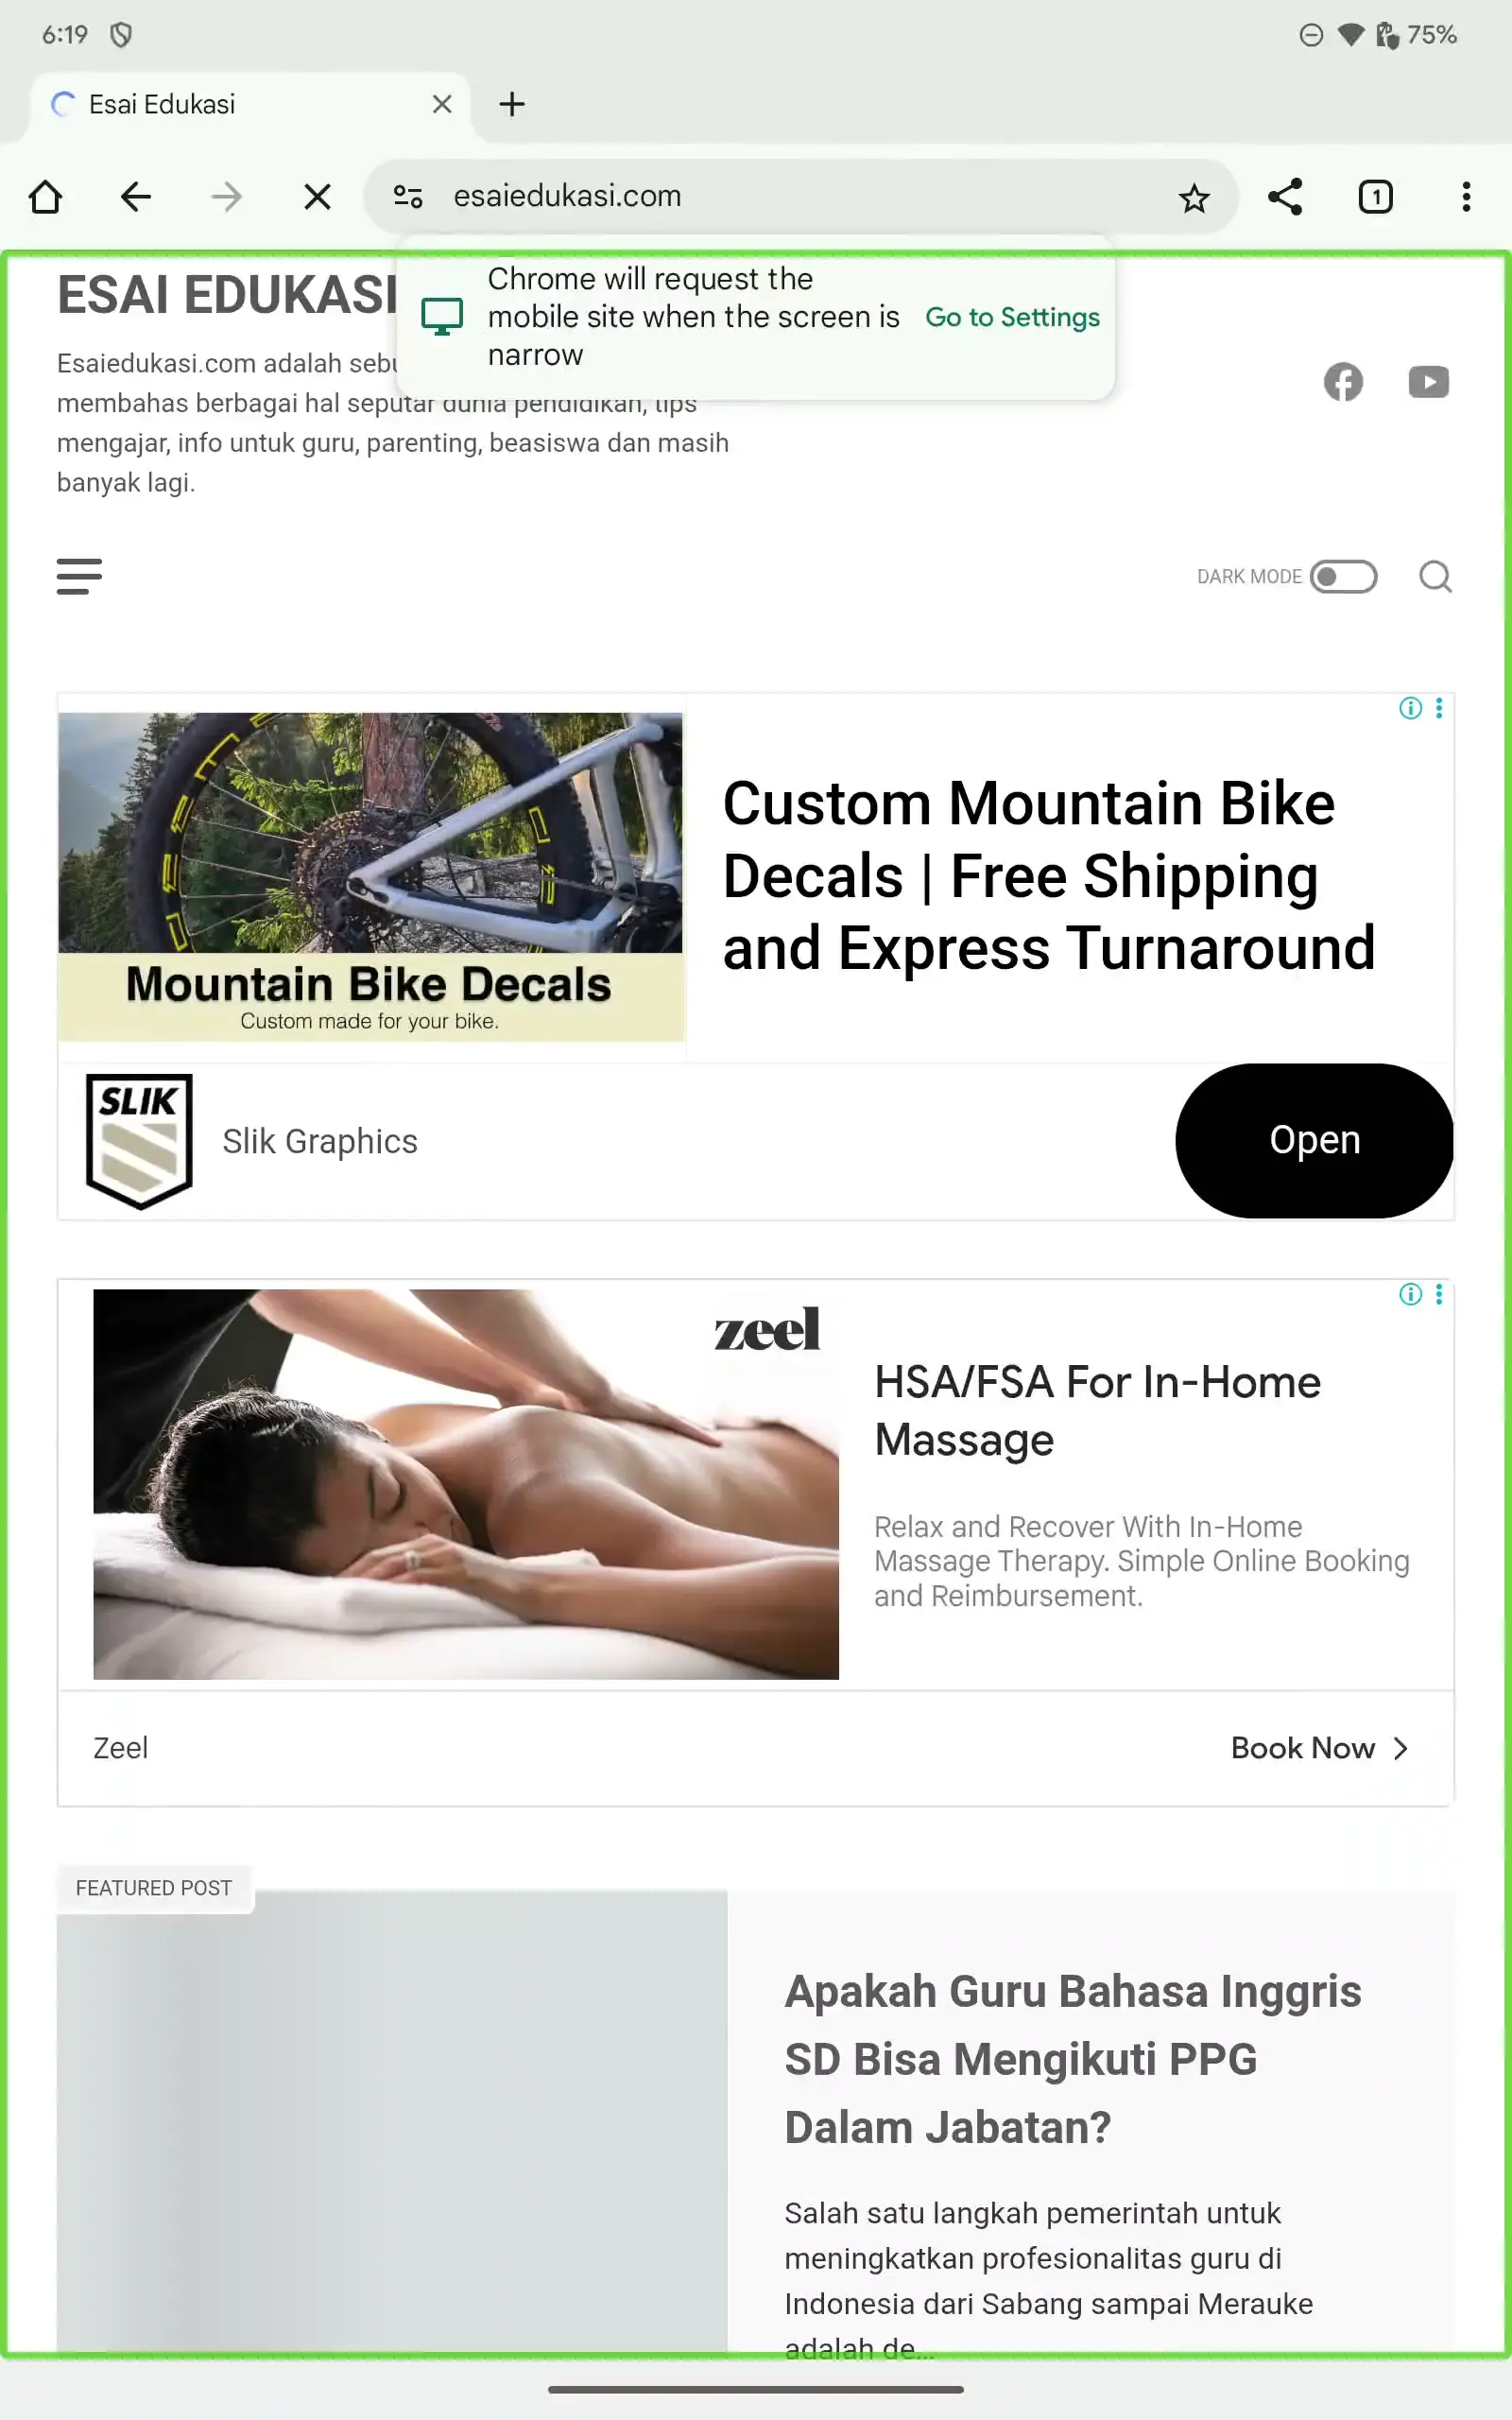 6:19
75%
Esai Edukasi
esaiedukasi.com
1
Chrome will request the
mobile site when the screen is
narrow
Go to Settings
ESAI EDUKASI
Esaiedukasi.com adalah
membahas berbagai hal seputar dunia pendidikan, tips
mengajar, info untuk guru, parenting, beasiswa dan masih
banyak lagi.
DARK MODE
Mountain Bike Decals
Custom made for your bike.
Custom Mountain Bike
Decals | Free Shipping
and Express Turnaround
SLIK
Slik Graphics
Open
zeel
HSA/FSA For In-Home
Massage
Relax and Recover With In-Home
Massage Therapy. Simple Online Booking
and Reimbursement.
Zeel
Book Now
FEATURED POST
Apakah Guru Bahasa Inggris
SD Bisa Mengikuti PPG
Dalam Jabatan?
Salah satu langkah pemerintah untuk
meningkatkan profesionalitas guru di
Indonesia dari Sabang sampai Merauke
adalah de...